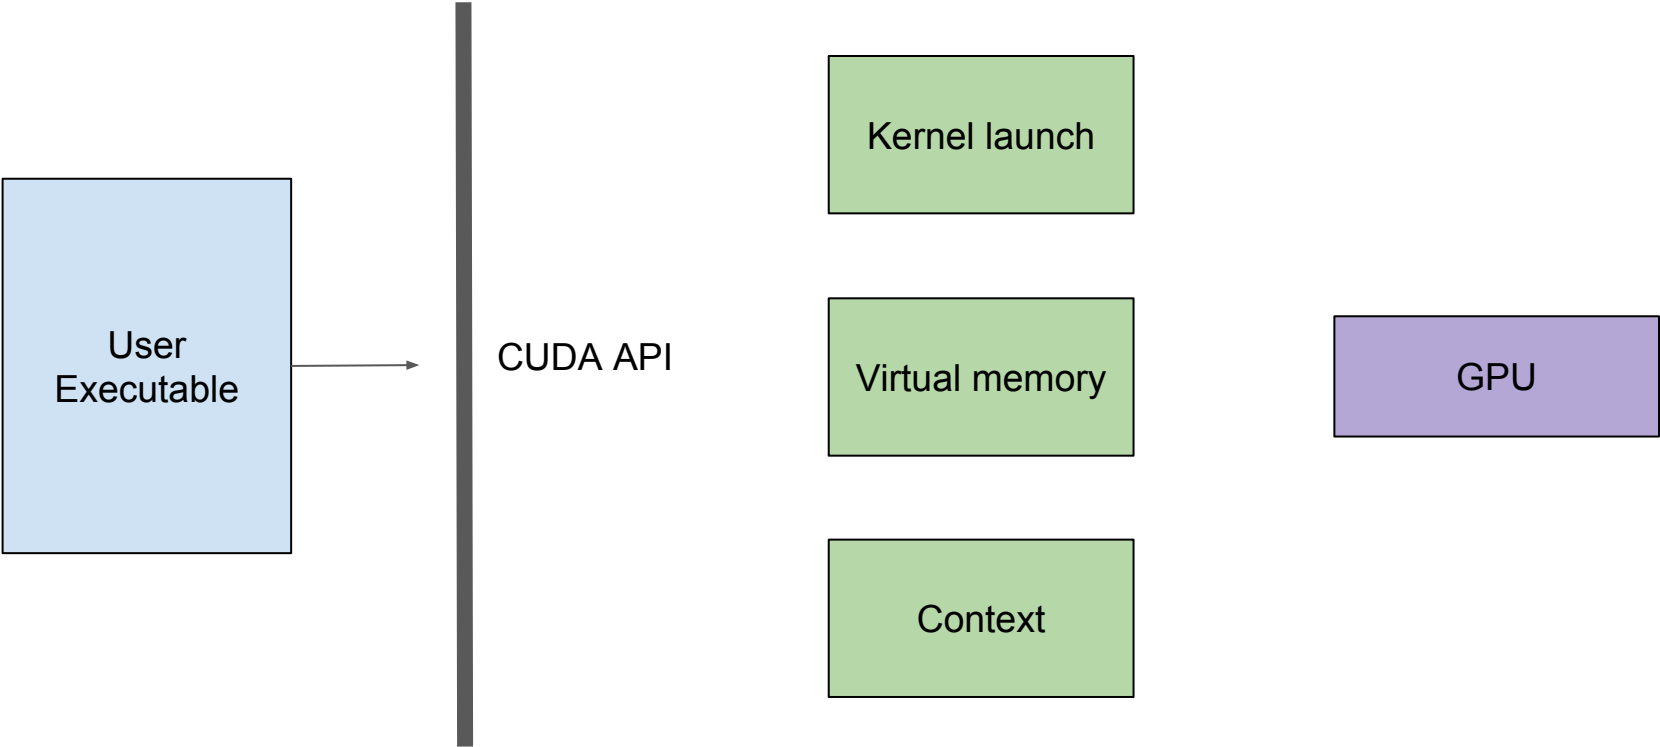 User
Executable
CUDA API
Kernel launch
Virtual memory
Context
GPU